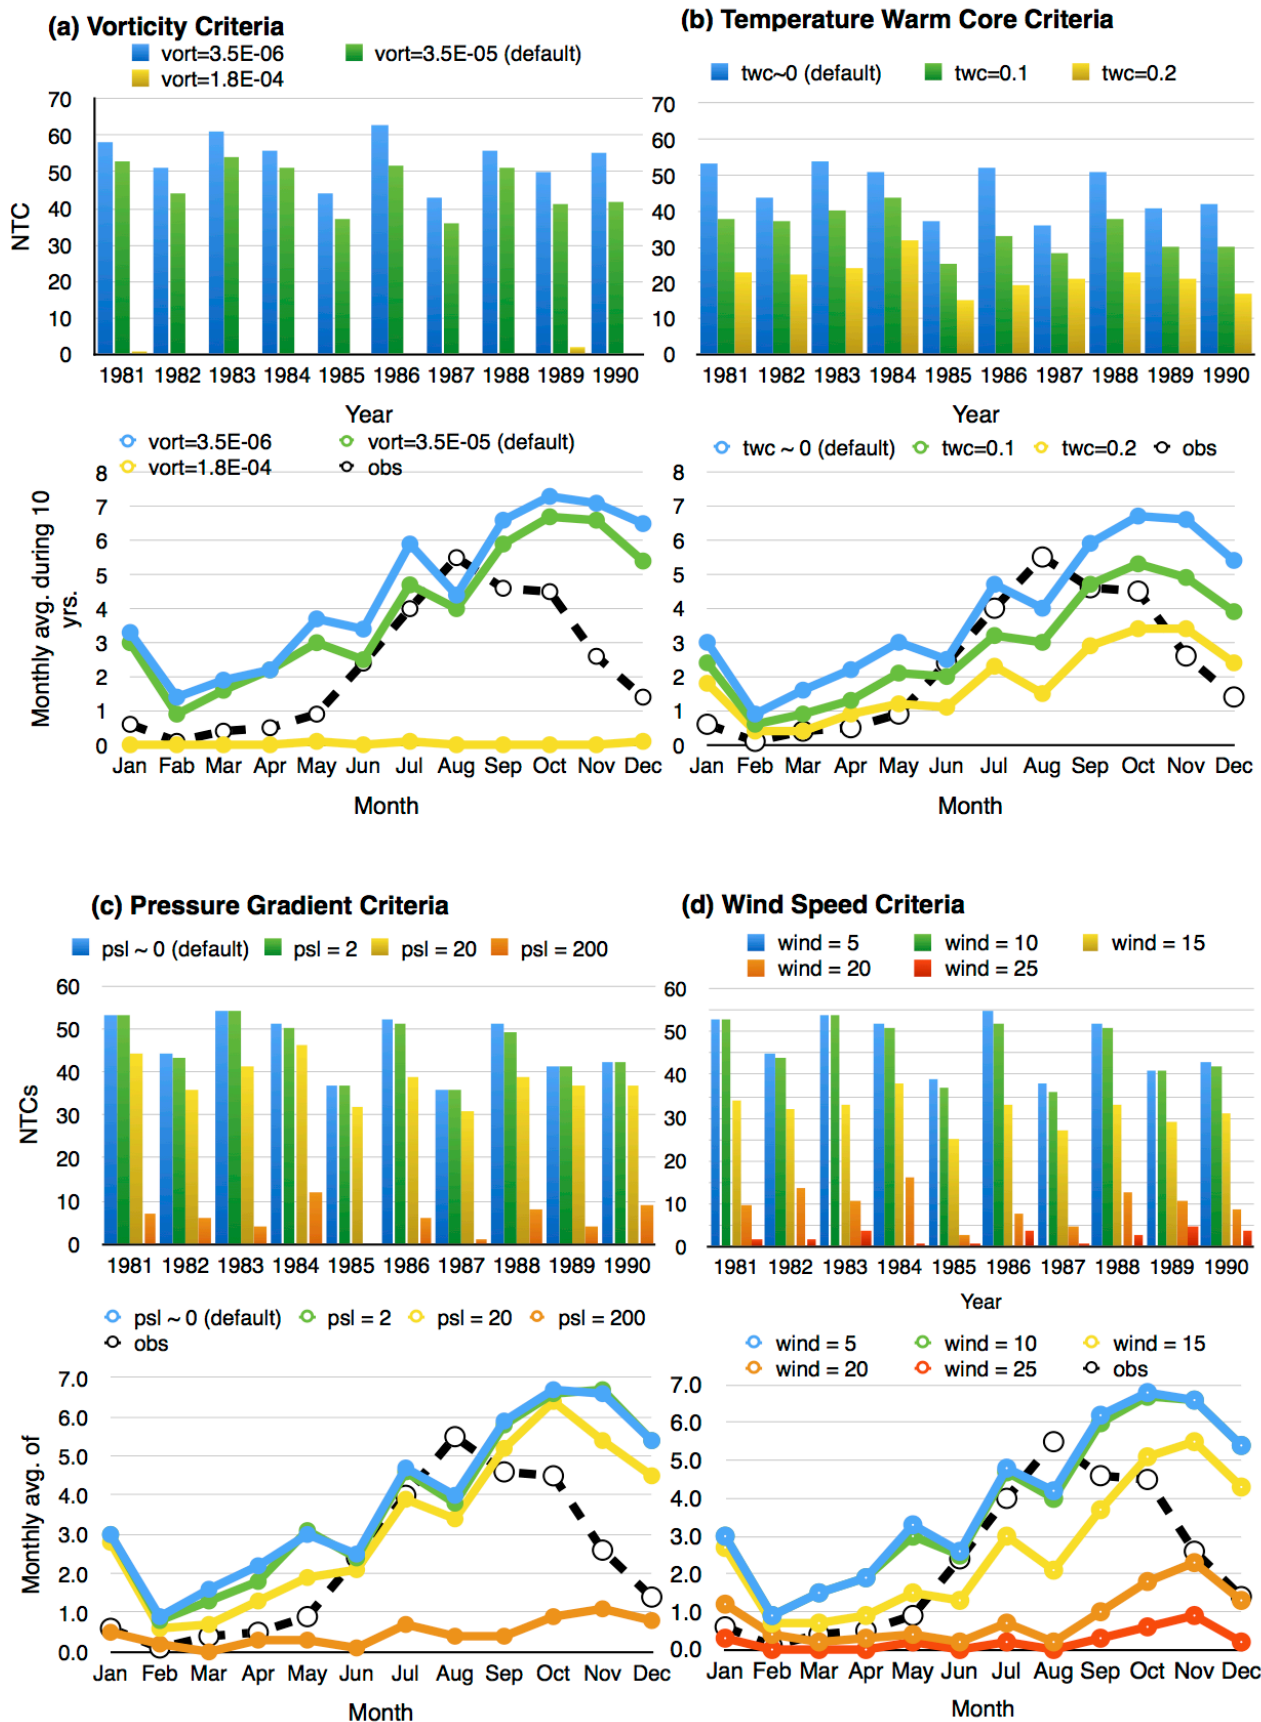 (a) Vorticity Criteria
vort=3.5E-06 vort=3.5E-05 (default)
vort=1.8E-04
70
60
50
40
30
20
10
0
NTC
1981 1982 1983 1984 1985 1986 1987 1988 1989 1990
Year
vort=3.5E-06 vort=3.5E-05 (default)
vort=1.8E-04 obs
8
7
6
5
4
3
2
1
0
Monthly avg. during 10
yrs.
Jan Fab Mar Apr May Jun Jul Aug Sep Oct Nov Dec
Month
(b) Temperature Warm Core Criteria
twc~0 (default) twc=0.1 twc=0.2
70
60
50
40
30
20
10
0
1981 1982 1983 1984 1985 1986 1987 1988 1989 1990
Year
twc ~ 0 (default) twc=0.1 twc=0.2 obs
8
7
6
5
4
3
2
1
0
Jan Feb Mar Apr May Jun Jul Aug Sep Oct Nov Dec
Month
(c) Pressure Gradient Criteria
psl ~ 0 (default) psl = 2 psl = 20 psl = 200
60
50
40
30
20
10
0
NTCs
1981 1982 1983 1984 1985 1986 1987 1988 1989 1990
psl ~ 0 (default) psl = 2 psl = 20 psl = 200
obs
7.0
6.0
5.0
4.0
3.0
2.0
1.0
0.0
Monthly avg. of
Jan Feb Mar Apr May Jun Jul Aug Sep Oct Nov Dec
Month
(d) Wind Speed Criteria
wind = 5 wind = 10 wind = 15
wind = 20 wind = 25
60
50
40
30
20
10
0
1981 1982 1983 1984 1985 1986 1987 1988 1989 1990
Year
wind = 5 wind = 10 wind = 15
wind = 20 wind = 25 obs
7.0
6.0
5.0
4.0
3.0
2.0
1.0
0.0
Jan Feb Mar Apr May Jun Jul Aug Sep Oct Nov Dec
Month